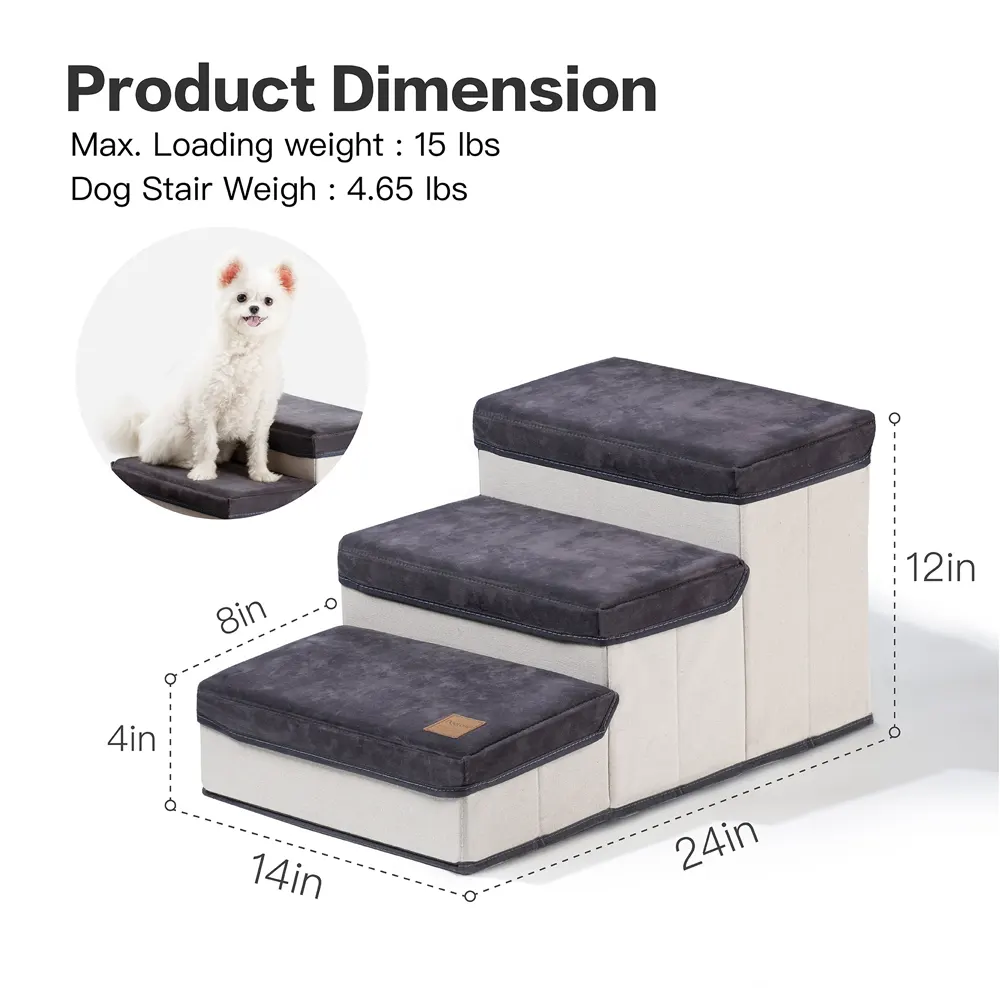 Product Dimension
Max. Loading weight : 15 lbs
Dog Stair Weigh : 4.65 lbs
8in
12in
4in
24in
14in